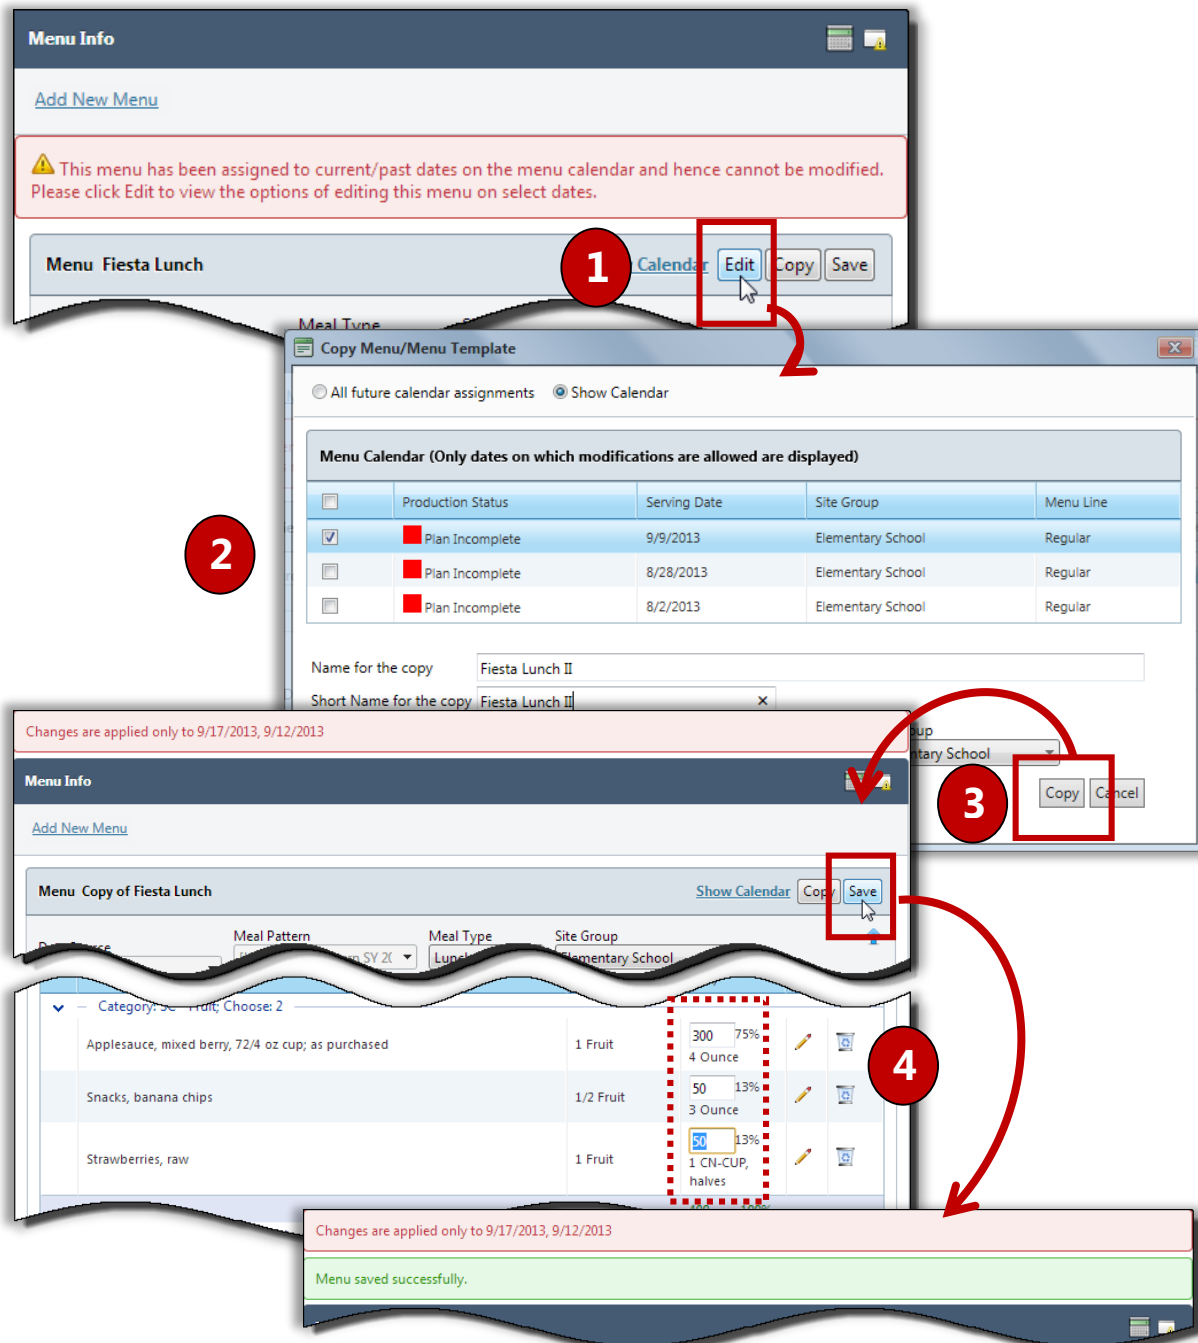 Menu Info
Add New Menu
This menu has been assigned to current/past dates on the menu calendar and hence cannot be modified.
Please click Edit to view the options of editing this menu on select dates.
Menu Fiesta Lunch
1
Calendar Edit Copy Save
Meal Type
Copy Menu/Menu Template
All future calendar assignments Show Calendar
Menu Calendar (Only dates on which modifications are allowed are displayed)
Production Status Serving Date Site Group Menu Line
Plan Incomplete 9/9/2013 Elementary School Regular
2
Plan Incomplete 8/28/2013 Elementary School Regular
Plan Incomplete 8/2/2013 Elementary School Regular
Name for the copy Fiesta Lunch II
Short Name for the copy Fiesta Lunch II
3
Copy Cancel
Changes are applied only to 9/17/2013, 9/12/2013
Menu Info
Add New Menu
Menu Copy of Fiesta Lunch Show Calendar Copy Save
Meal Pattern Meal Type Site Group
SY 20 Lunch Elementary School
Category: Fruit; Choose: 2
Applesauce, mixed berry, 72/4 oz cup; as purchased 1 Fruit 300 75%
4 Ounce
4
Snacks, banana chips 1/2 Fruit 50 13%
3 Ounce
Strawberries, raw 1 Fruit 50 13%
1 CN-CUP,
halves
Changes are applied only to 9/17/2013, 9/12/2013
Menu saved successfully.